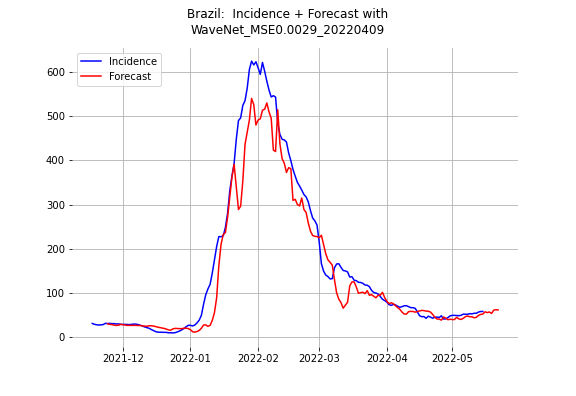 Brazil:  Incidence + Forecast with
WaveNet_MSE0.0029_20220409
Incidence
Forecast
600
500
400
300
200
100
0
2021-12 2022-01 2022-02 2022-03 2022-04 2022-05